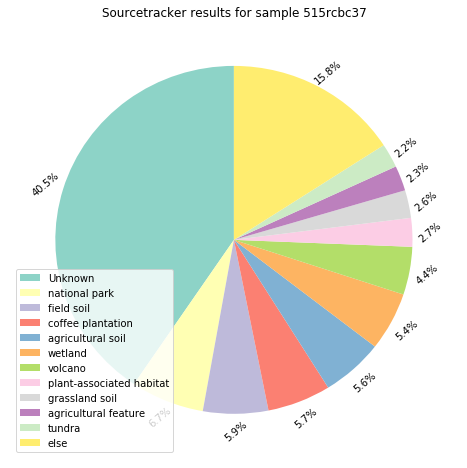 Sourcetracker results for sample 515rcbc37
15.8%
2.2%
2.3%
2.6%
2.7%
4.4%
5.4%
5.6%
5.7%
5.9%
6.7%
40.5%
Unknown
national park
field soil
coffee plantation
agricultural soil
wetland
volcano
plant-associated habitat
grassland soil
agricultural feature
tundra
else